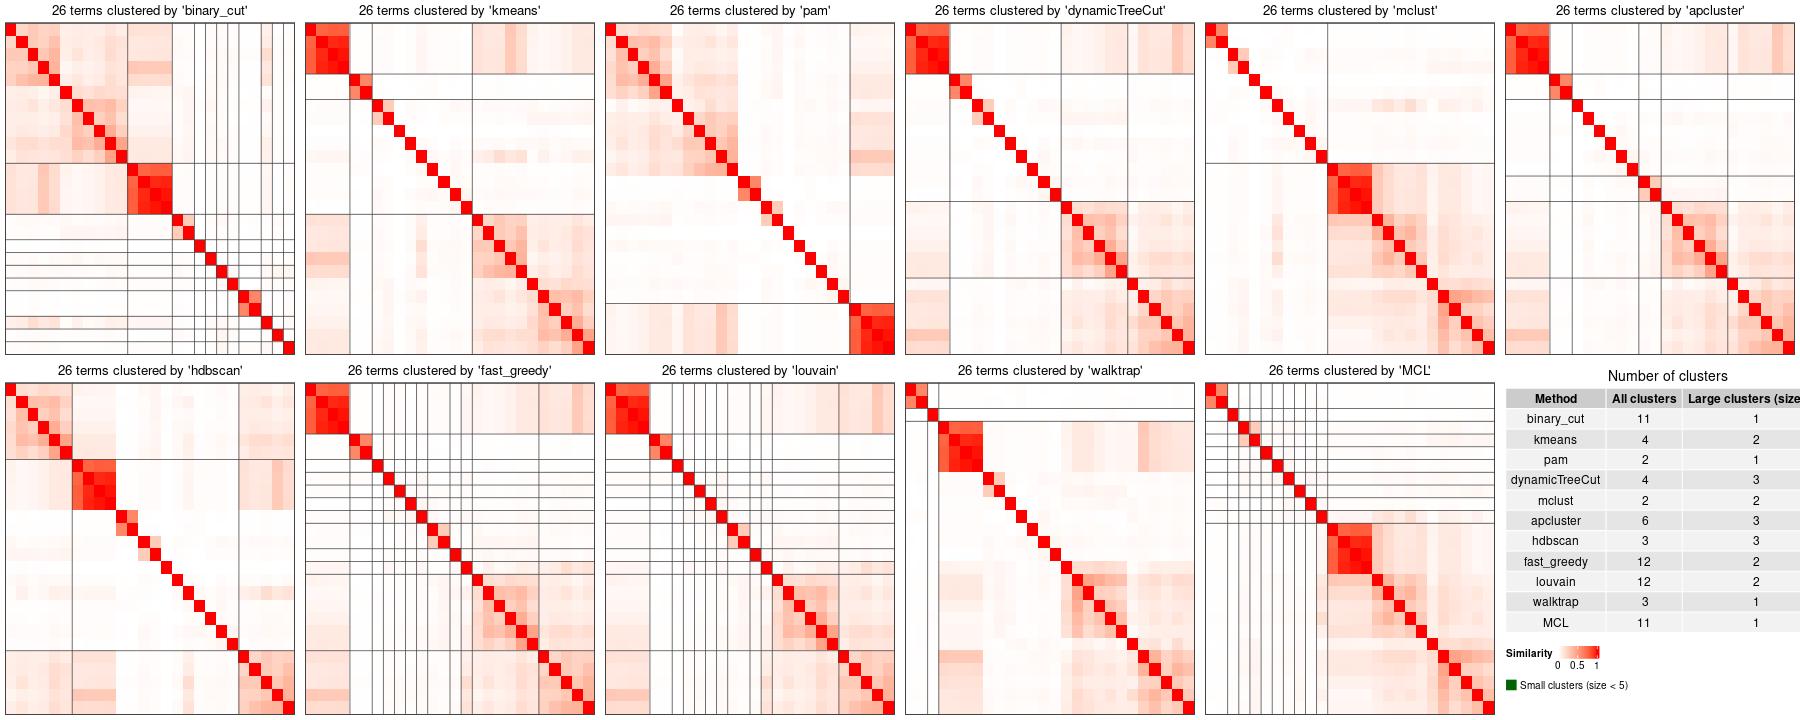 26 terms clustered by 'binary_cut'
26 terms clustered by 'kmeans'
26 terms clustered by 'pam'
26 terms clustered by 'dynamicTreeCut'
26 terms clustered by 'mclust'
26 terms clustered by 'apcluster'
26 terms clustered by 'hdbscan'
26 terms clustered by 'fast_greedy'
26 terms clustered by 'louvain'
26 terms clustered by 'walktrap'
26 terms clustered by 'MCL'
Number of clusters
Method All clusters Large clusters (size
binary_cut 11 1
kmeans 4 2
pam 2 1
dynamicTreeCut 4 3
mclust 2 2
apcluster 6 3
hdbscan 3 3
fast_greedy 12 2
louvain 12 2
walktrap 3 1
MCL 11 1
Similarity
0 0.5 1
Small clusters (size < 5)